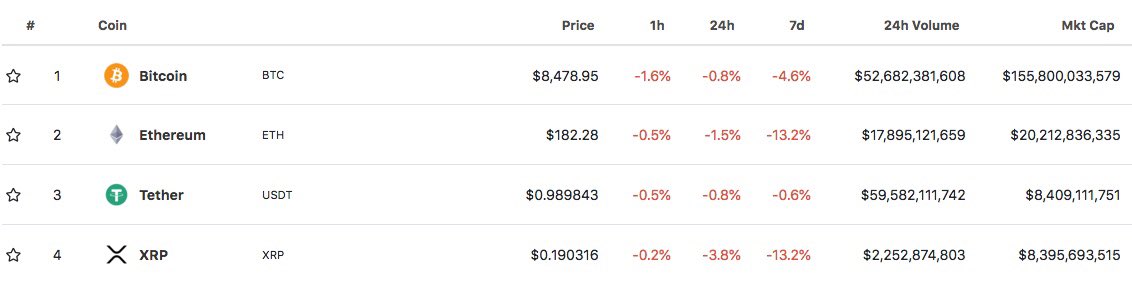 # Coin Price 1h 24h 7d 24h Volume Mkt Cap
1 Bitcoin BTC $8,478.95 -1.6% -0.8% -4.6% $52,682,381,608 $155,800,033,579
2 Ethereum ETH $182.28 -0.5% -1.5% -13.2% $17,895,121,659 $20,212,836,335
3 Tether USDT $0.989843 -0.5% -0.8% -0.6% $59,582,111,742 $8,409,111,751
4 XRP XRP $0.190316 -0.2% -3.8% -13.2% $2,252,874,803 $8,395,693,515